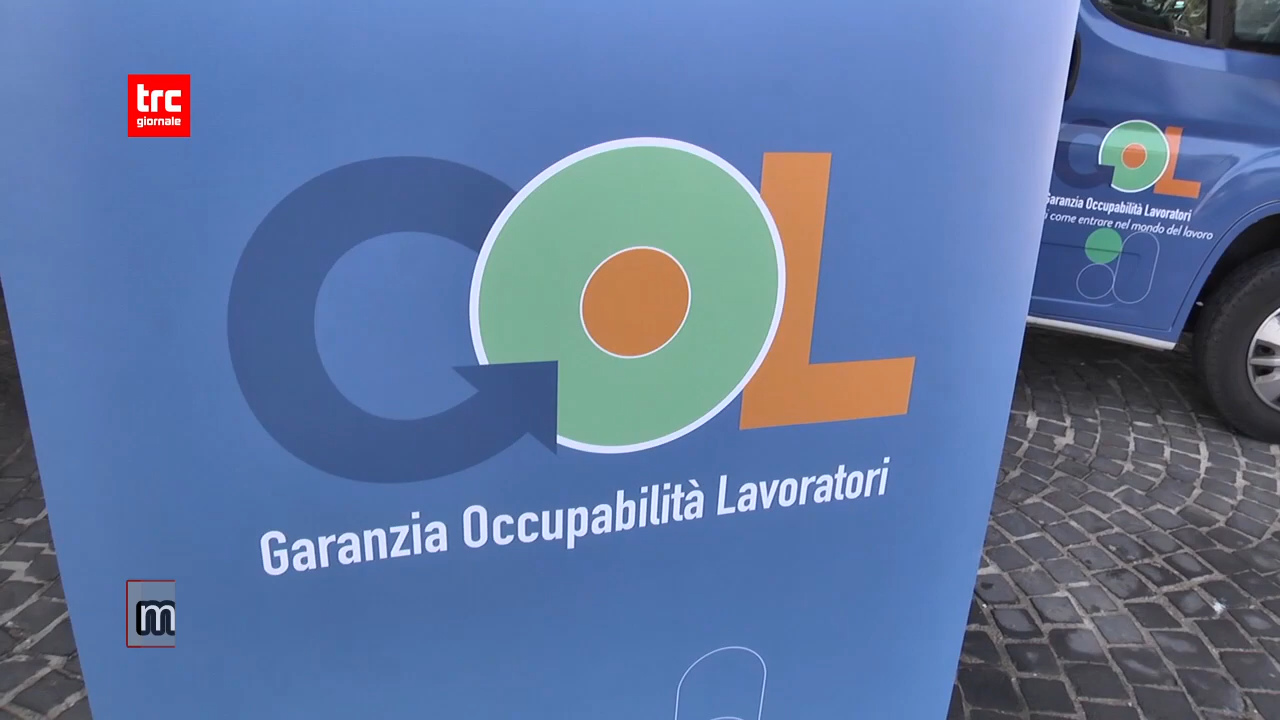 trc
giornale
GOL
Garanzia Occupabilità Lavoratori
m
GOL
Garanzia Occupabilità Lavoratori
come entrare nel mondo del lavoro